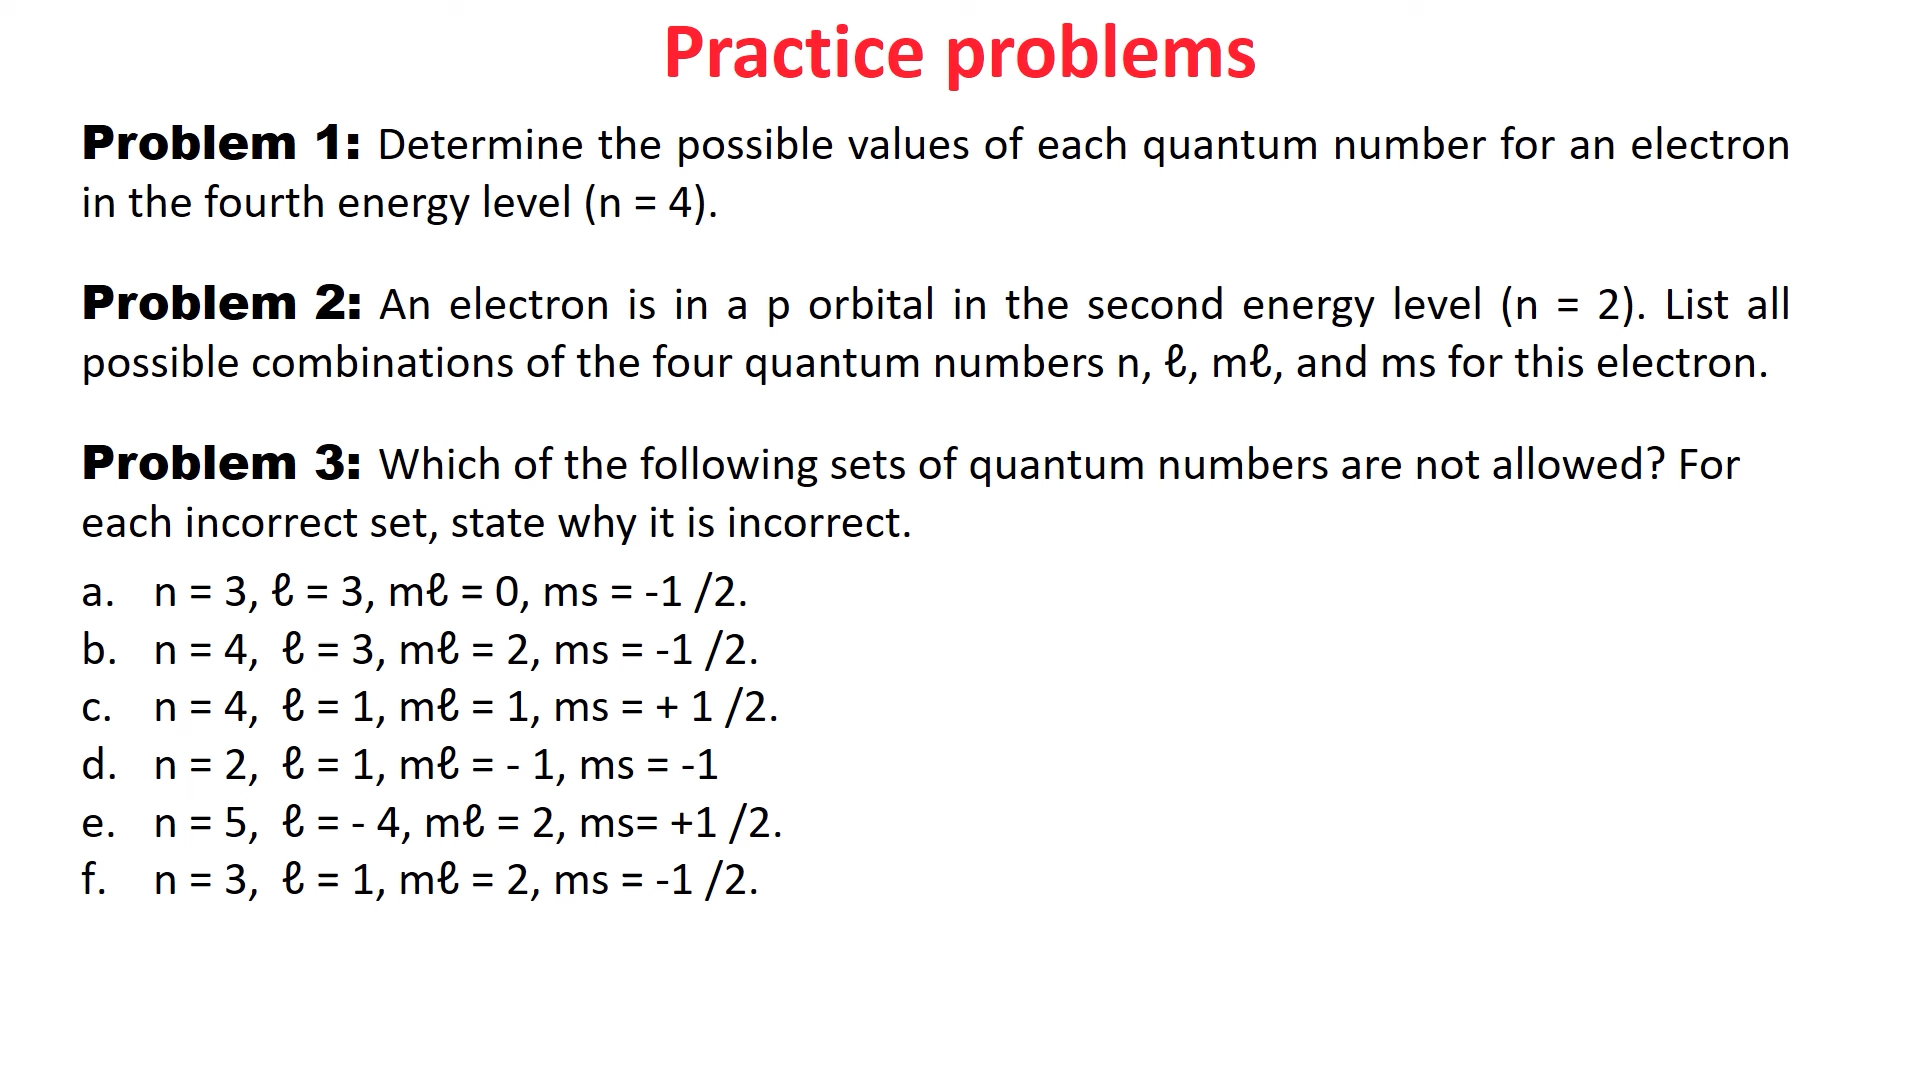 Practice problems
Problem 1: Determine the possible values of each quantum number for an electron
in the fourth energy level (n = 4).
Problem 2: An electron is in a p orbital in the second energy level (n = 2). List all
possible combinations of the four quantum numbers n, ℓ, mℓ, and ms for this electron.
Problem 3: Which of the following sets of quantum numbers are not allowed? For
each incorrect set, state why it is incorrect.
a. n = 3, ℓ = 3, mℓ = 0, ms = -1 /2.
b. n = 4, ℓ = 3, mℓ = 2, ms = -1 /2.
c. n = 4, ℓ = 1, mℓ = 1, ms = + 1 /2.
d. n = 2, ℓ = 1, mℓ = - 1, ms = -1
e. n = 5, ℓ = - 4, mℓ = 2, ms= +1 /2.
f. n = 3, ℓ = 1, mℓ = 2, ms = -1 /2.